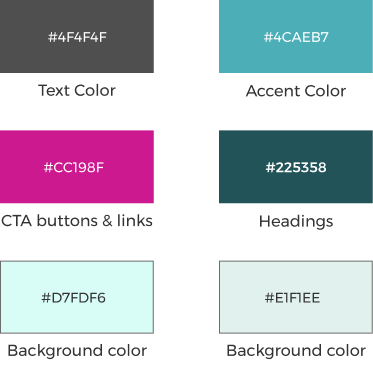 #4F4F4F
#4CAEB7
Text Color
Accent Color
#CC198F
#225358
CTA buttons & links
Headings
#D7FDF6
#E1F1EE
Background color
Background color